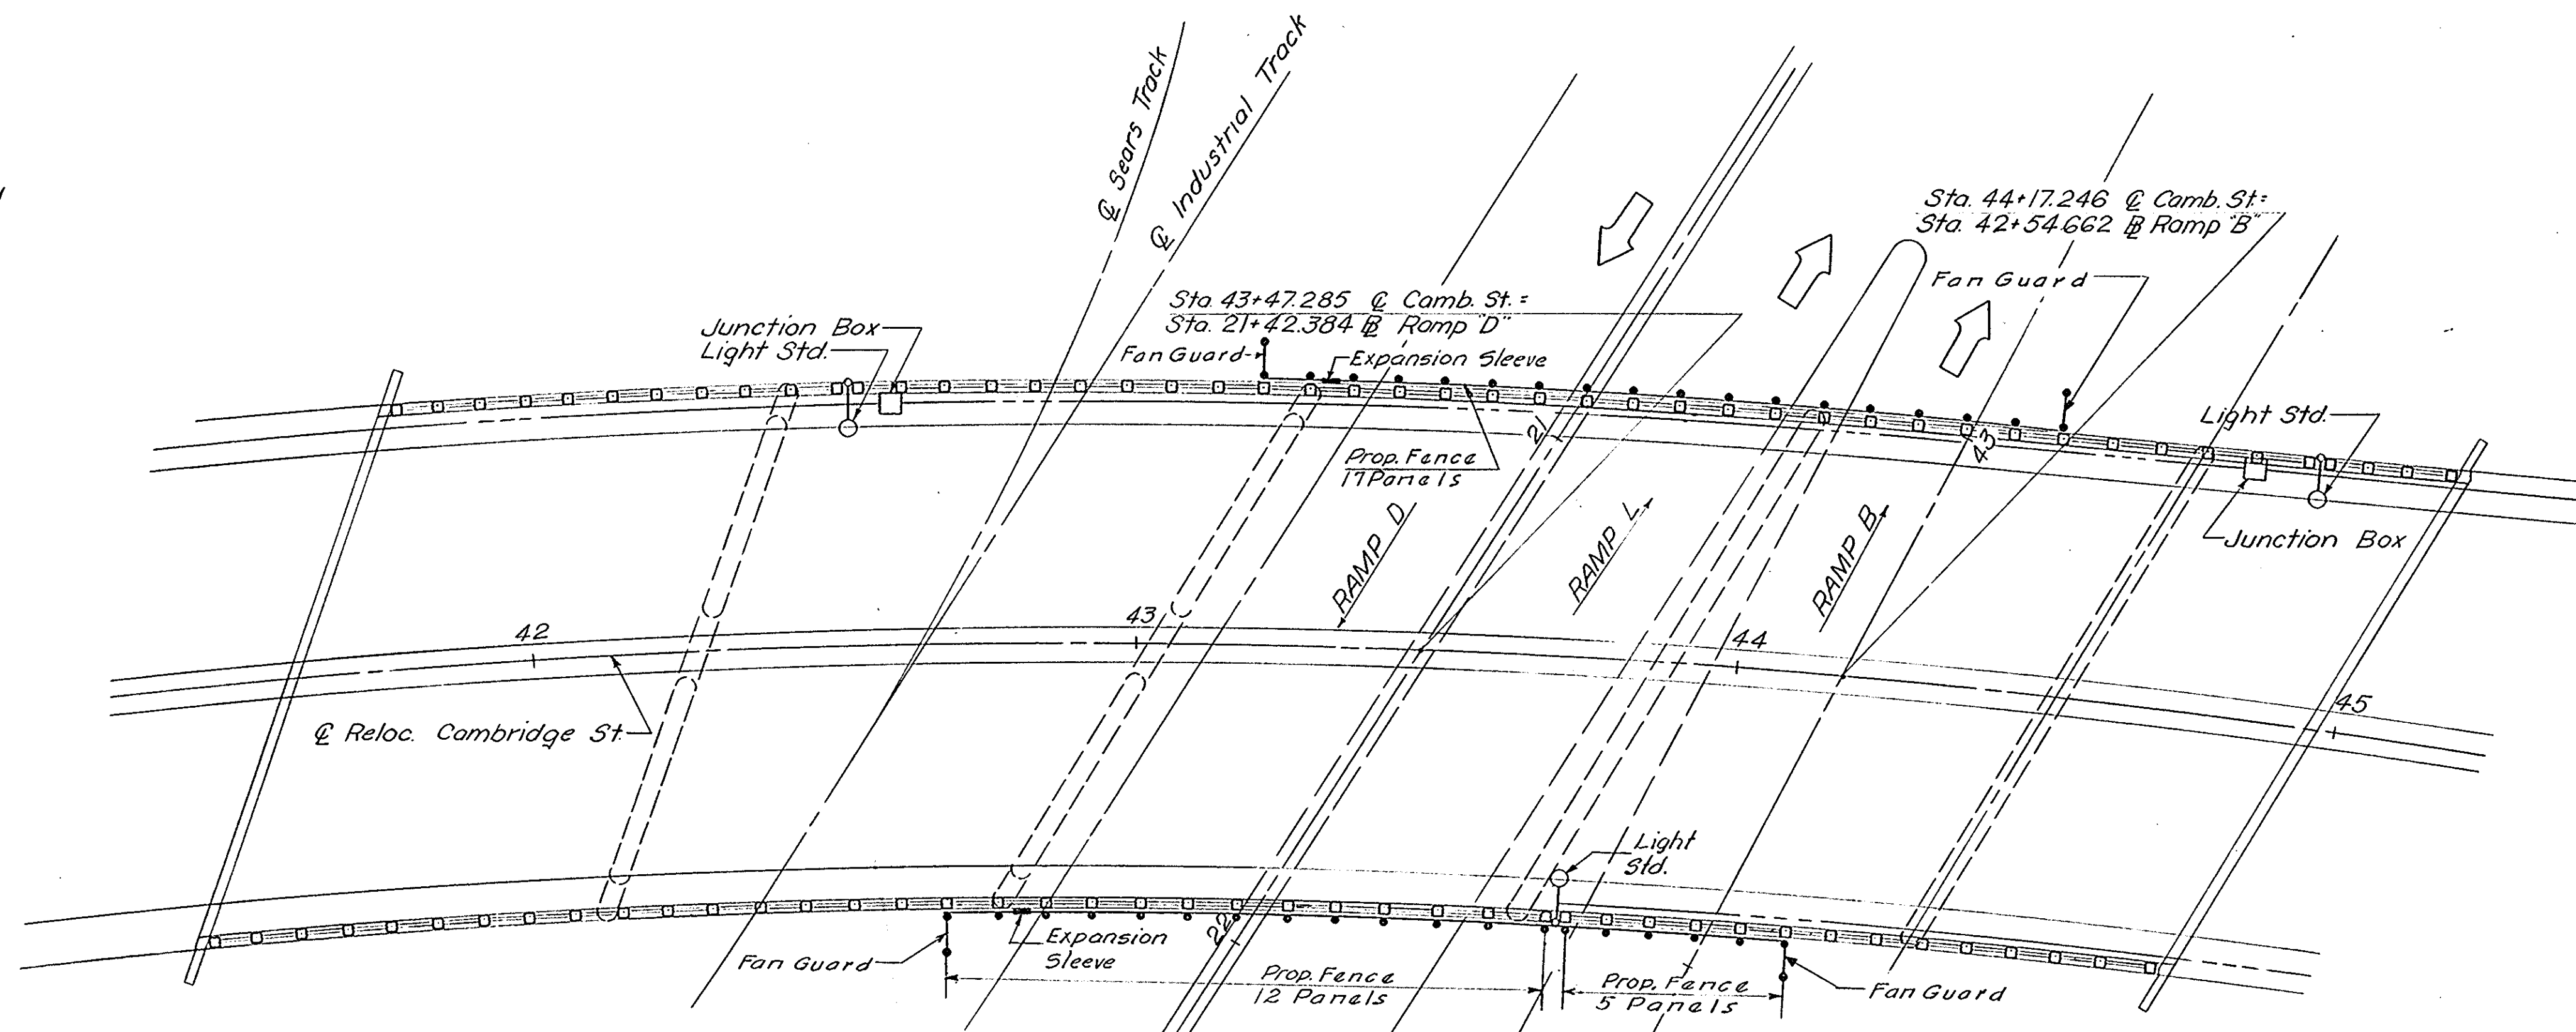 ℄ Sears Track
℄ Industrial Track
Sta. 44+17.246 ℄ Camb. St.=
Sta. 42+54.662 BL Ramp "B"
Fan Guard
Sta. 43+47.285 ℄ Camb. St.=
Sta. 21+42.384 BL Ramp "D"
Junction Box
Light Std.
Fan Guard
Expansion Sleeve
Light Std.
Prop. Fence
17 Panels
21
43
Junction Box
RAMP D
RAMP L
RAMP B
42
43
44
45
℄ Reloc. Cambridge St.
Light
Std.
Fan Guard
Expansion
Sleeve
22
Prop. Fence
12 Panels
Prop. Fence
5 Panels
Fan Guard